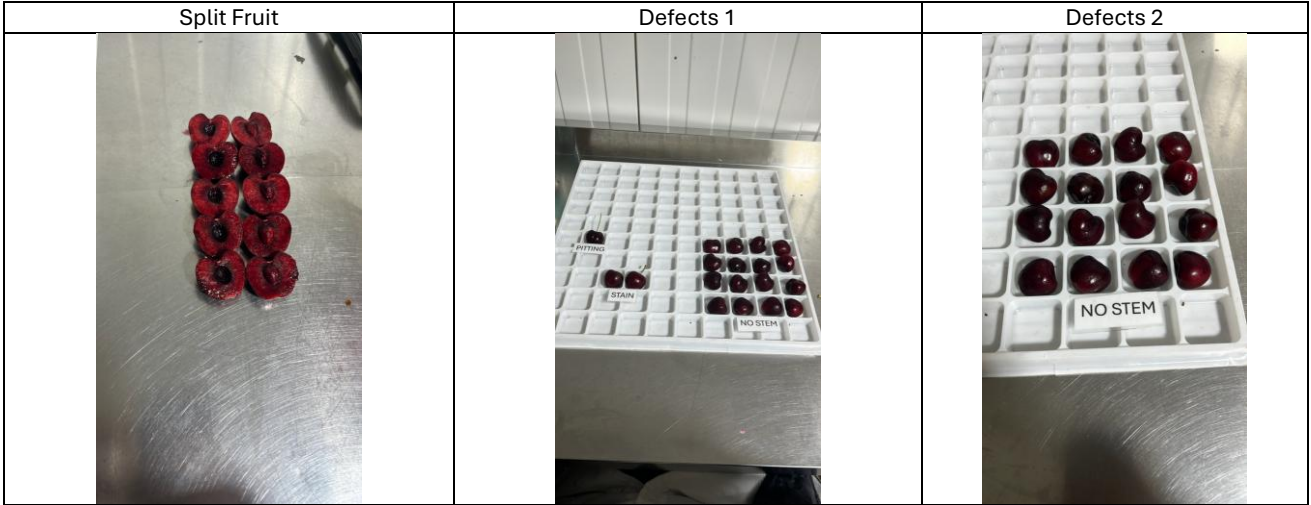 Split Fruit
Defects 1
Defects 2
PITTING
STAIN
NO STEM
NO STEM